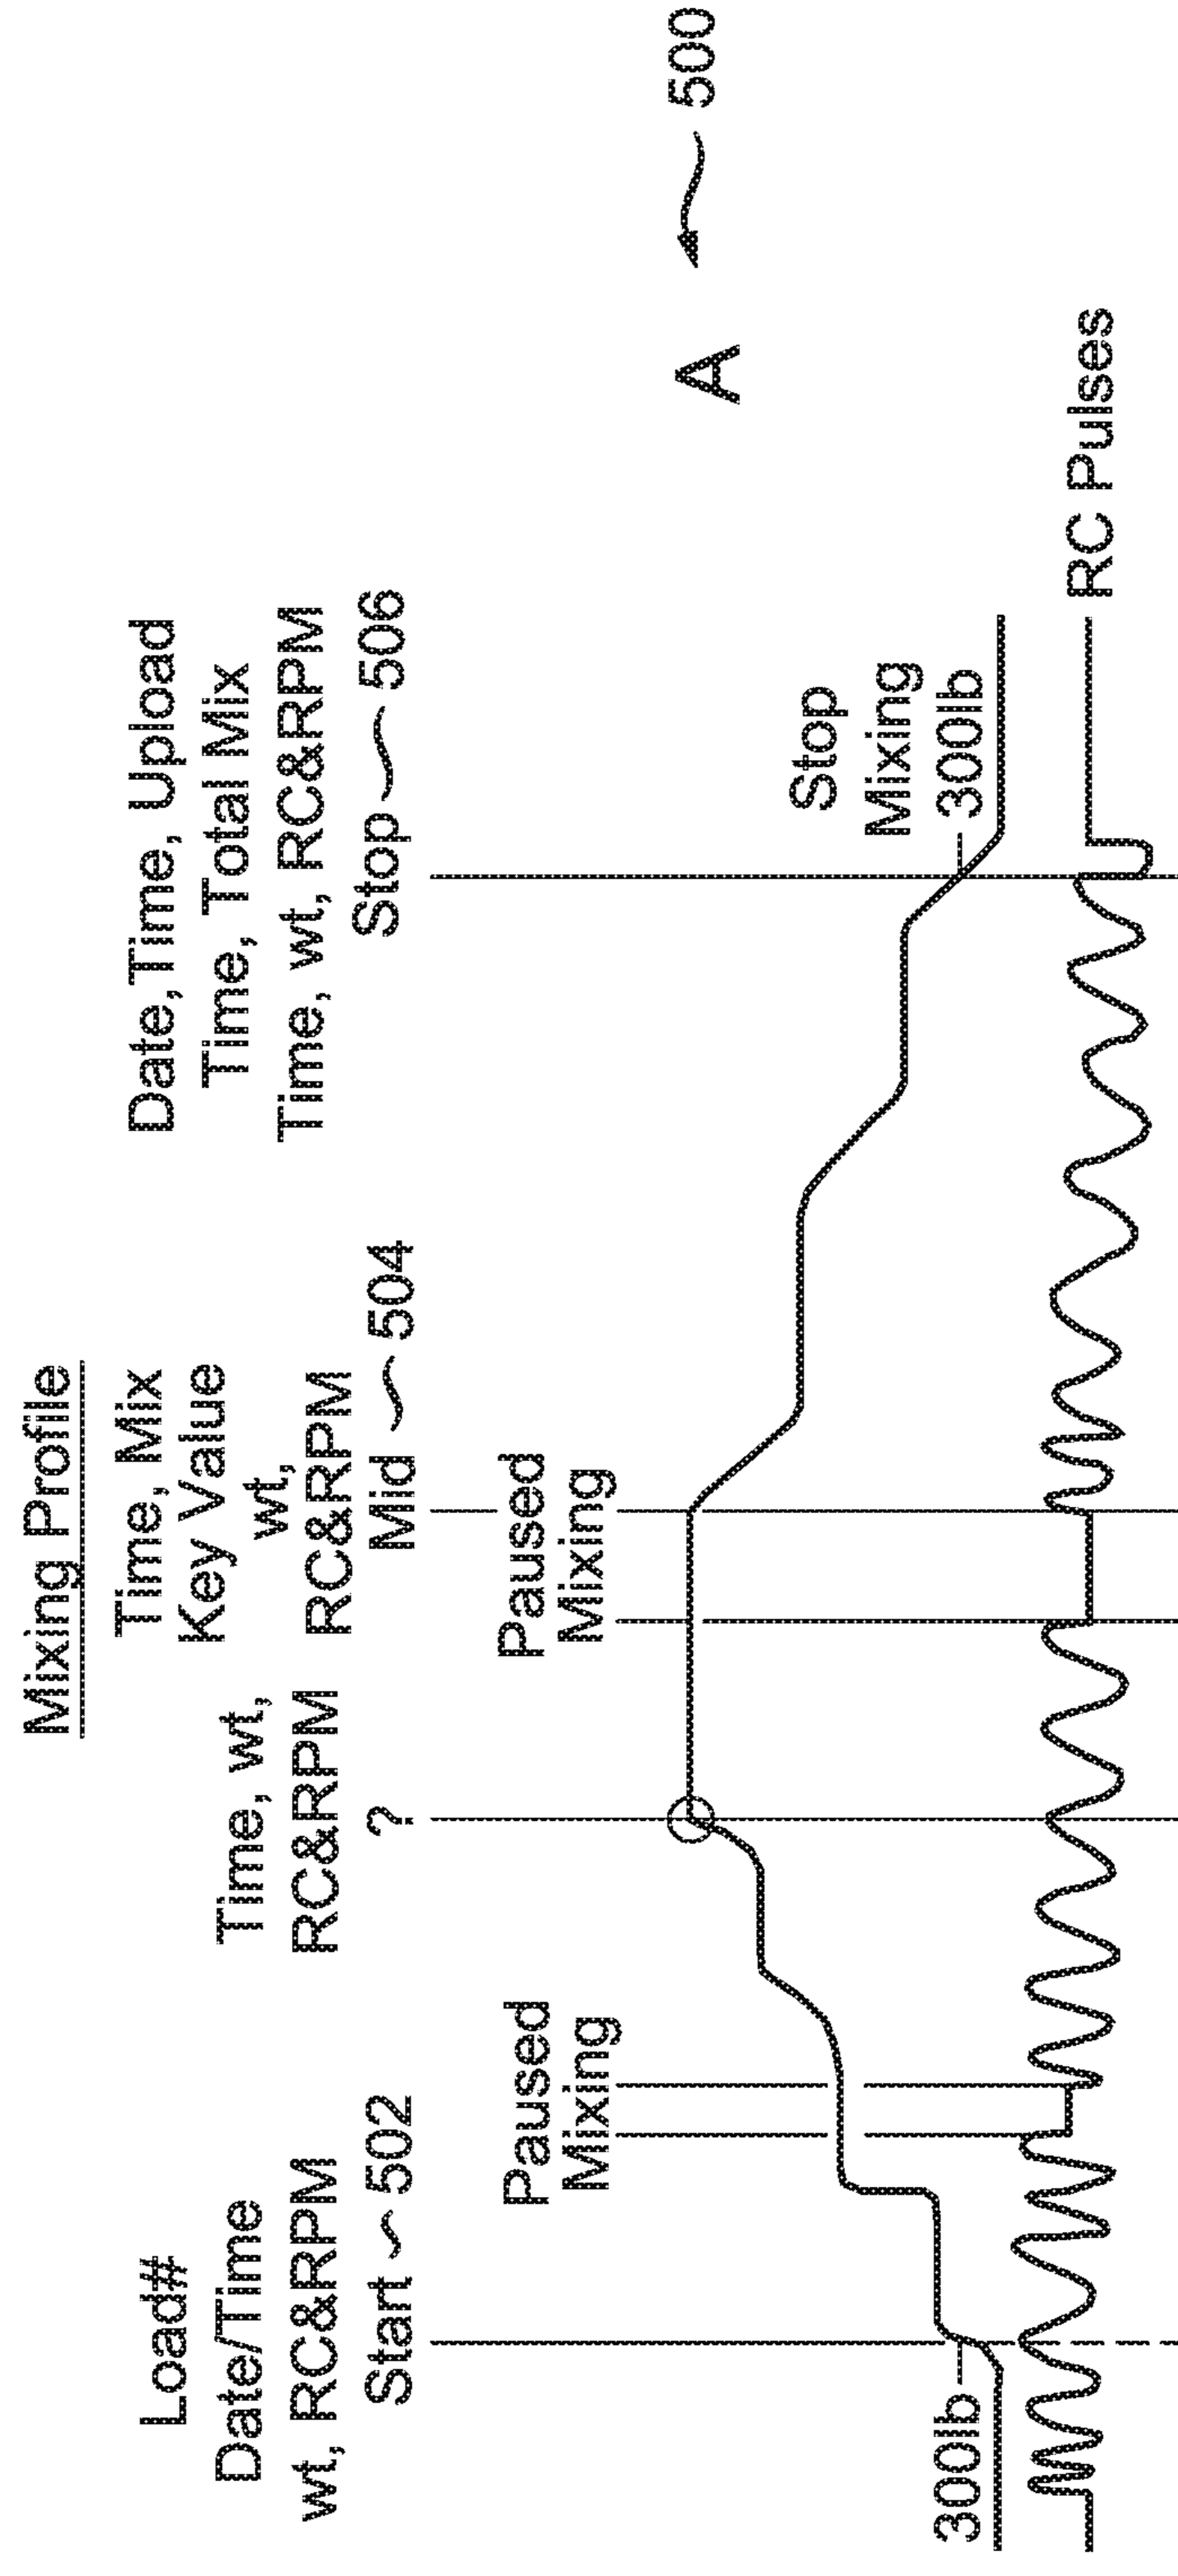 Mixing Profile
Load#
Date/Time
wt, RC&RPM
Start ~ 502
Time, wt,
RC&RPM
?
Time, Mix
Key Value
wt,
RC&RPM
Mid ~ 504
Date,Time, Upload
Time, Total Mix
Time, wt, RC&RPM
Stop ~ 506
Paused
Mixing
Paused
Mixing
300lb
Stop
Mixing
300lb
RC Pulses
A
500